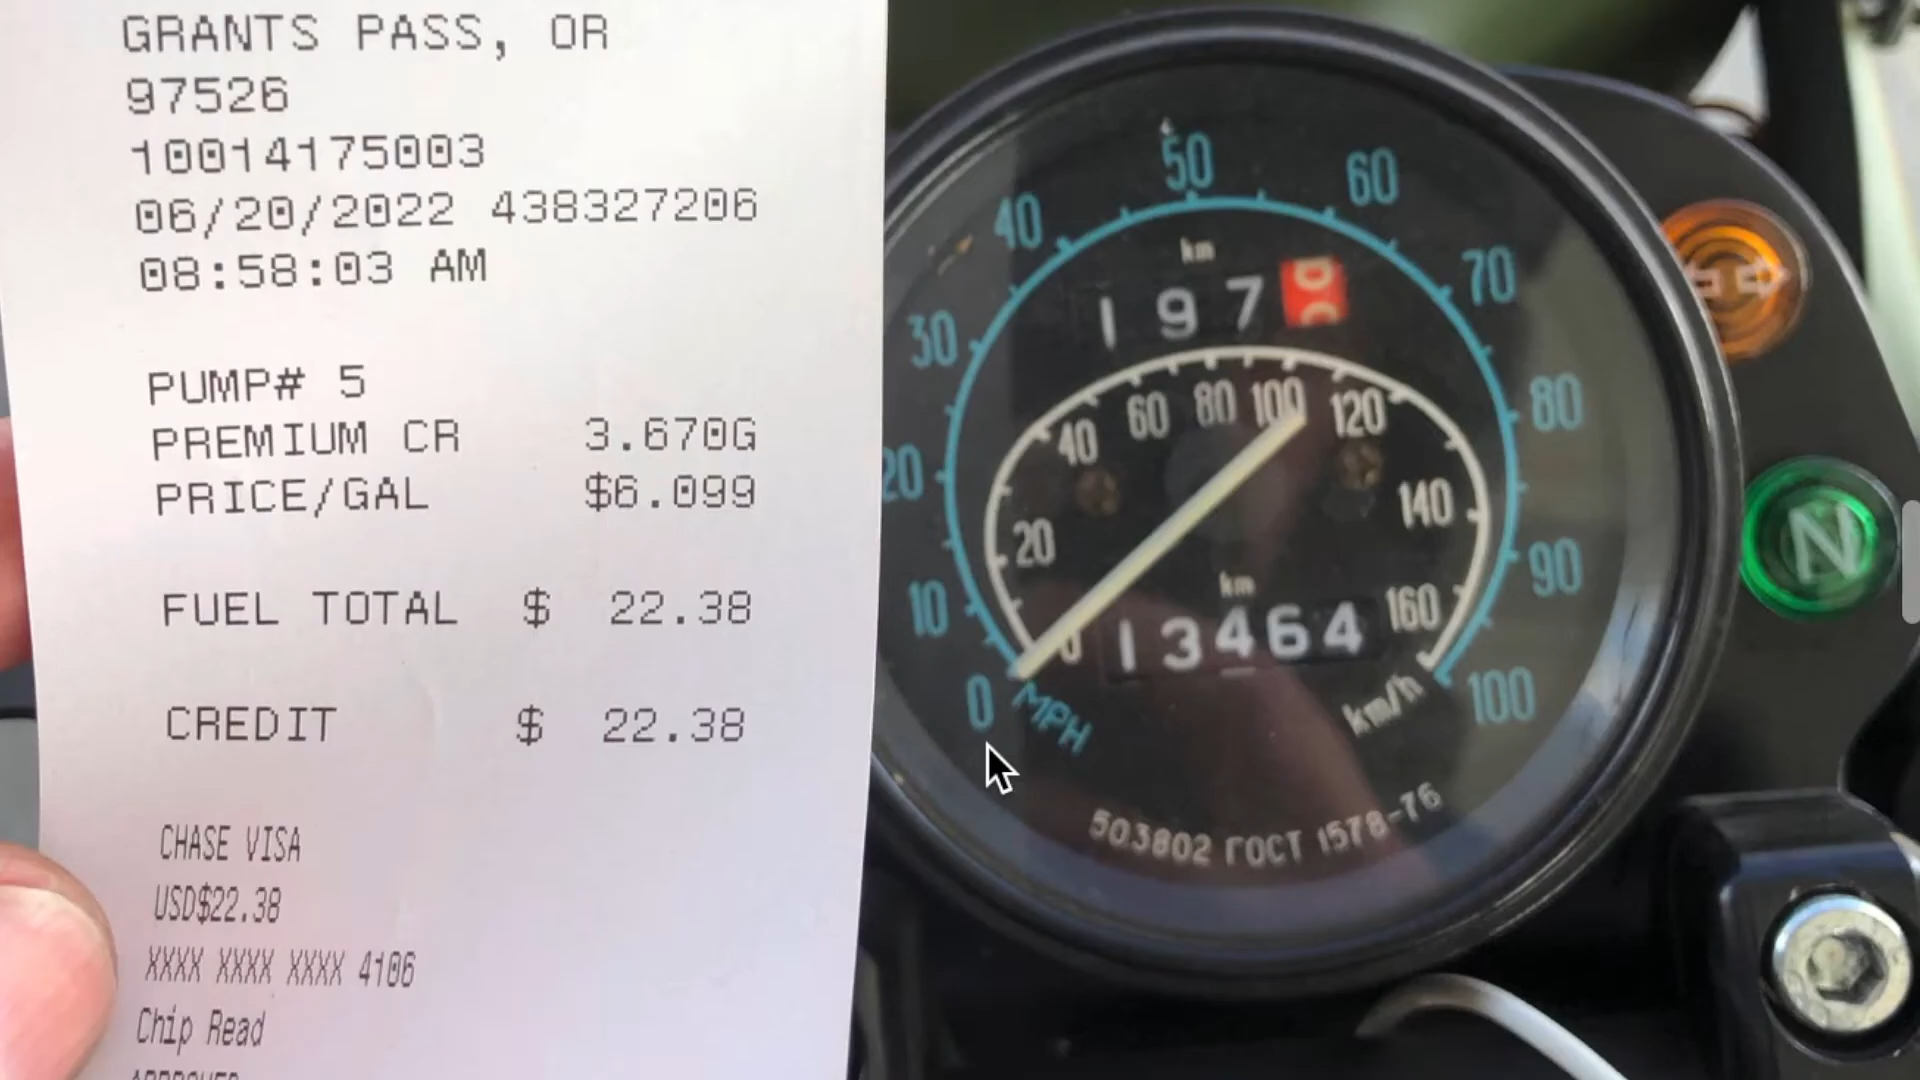 GRANTS PASS, OR
97526
10014175003
06/20/2022 438327206
08:58:03 AM
PUMP# 5
PREMIUM CR 3.670G
PRICE/GAL $6.099
FUEL TOTAL $ 22.38
CREDIT $ 22.38
CHASE VISA
USD$22.38
XXXX XXXX XXXX 4106
Chip Read
APPROVED
0 10 20 30 40 50 60 70 80 90 100
MPH
km
197
0 20 40 60 80 100 120 140 160
km/h
km
13464
503802 ГОСТ 1578-76
N